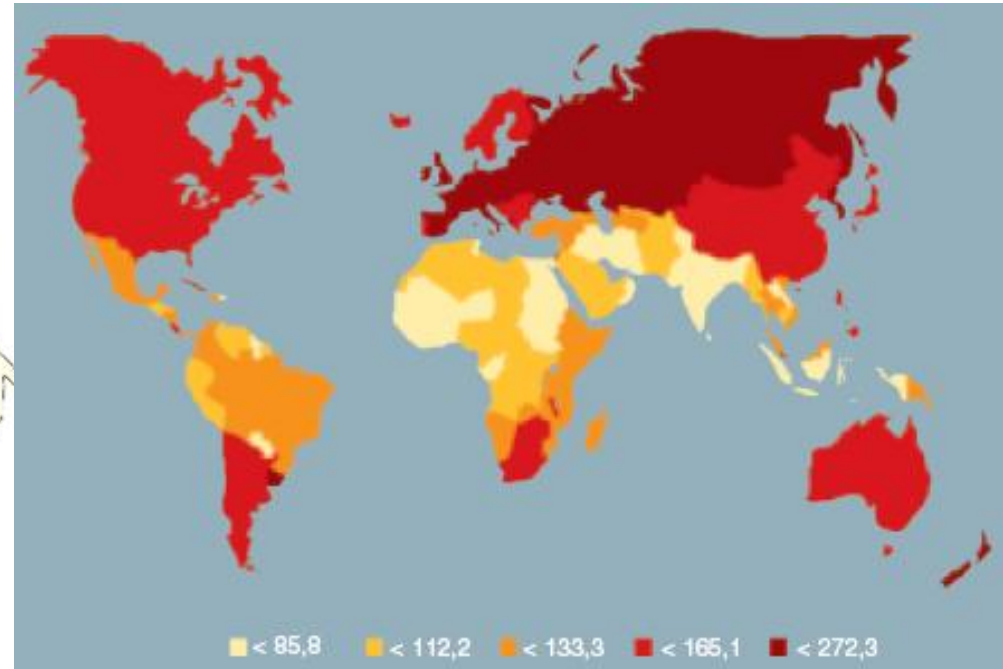 < 85,8 < 112,2 < 133,3 < 165,1 < 272,3